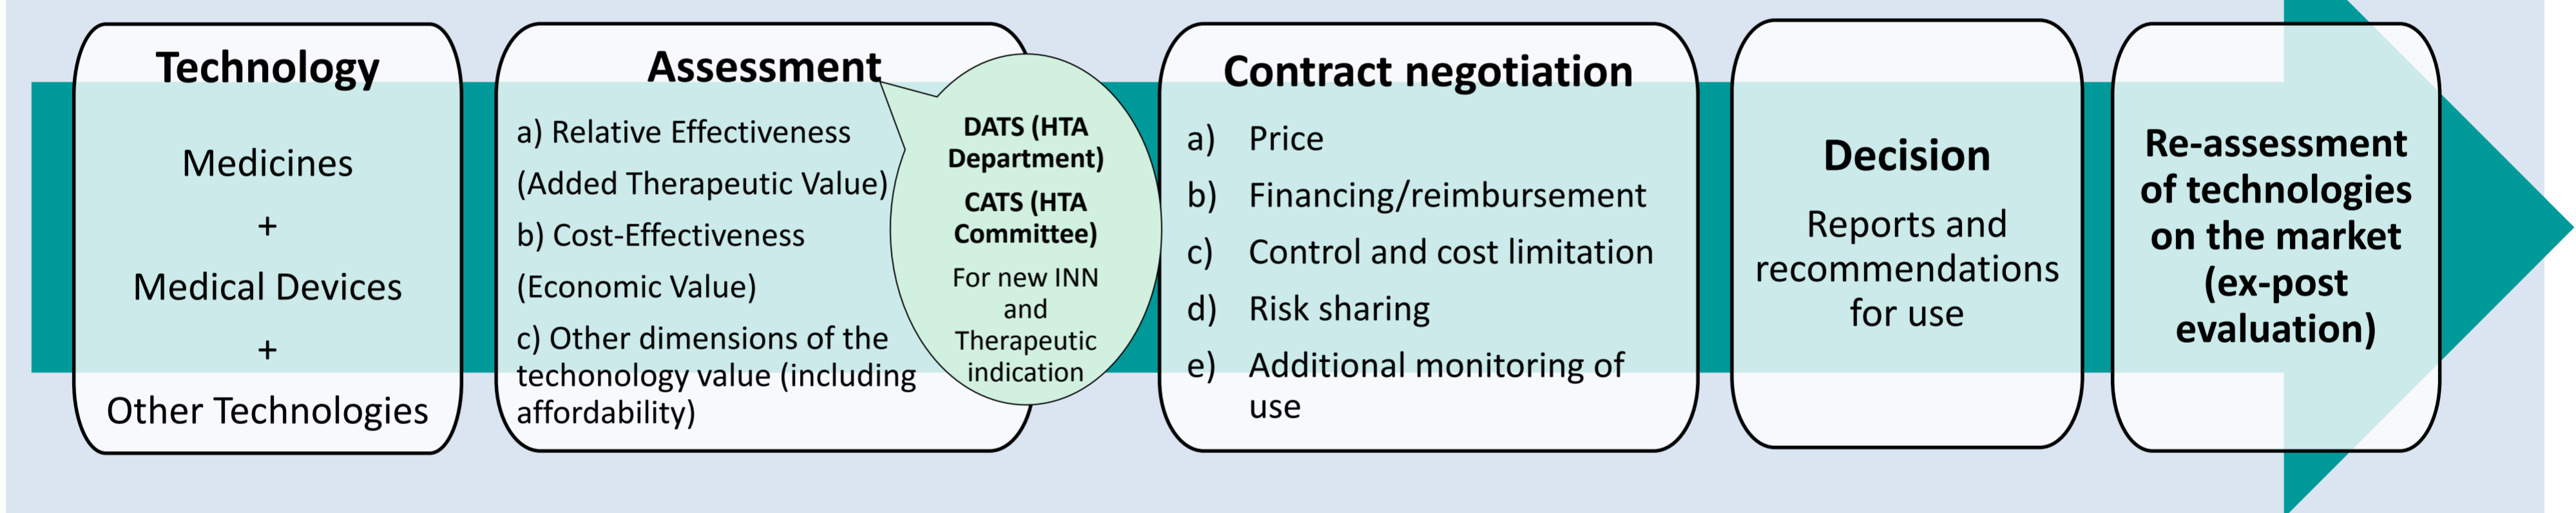 Technology
Medicines
+
Medical Devices
+
Other Technologies
Assessment
a) Relative Effectiveness
(Added Therapeutic Value)
b) Cost-Effectiveness
(Economic Value)
c) Other dimensions of the
techonology value (including
affordability)
DATS (HTA
Department)
CATS (HTA
Committee)
For new INN
and
Therapeutic
indication
Contract negotiation
a) Price
b) Financing/reimbursement
c) Control and cost limitation
d) Risk sharing
e) Additional monitoring of
use
Decision
Reports and
recommendations
for use
Re-assessment
of technologies
on the market
(ex-post
evaluation)